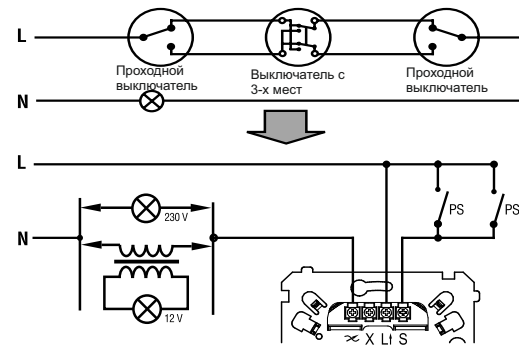 L
Проходной
выключатель
Выключатель с
3-х мест
Проходной
выключатель
N
L
230 V
PS
PS
N
12 V
X L↑ S